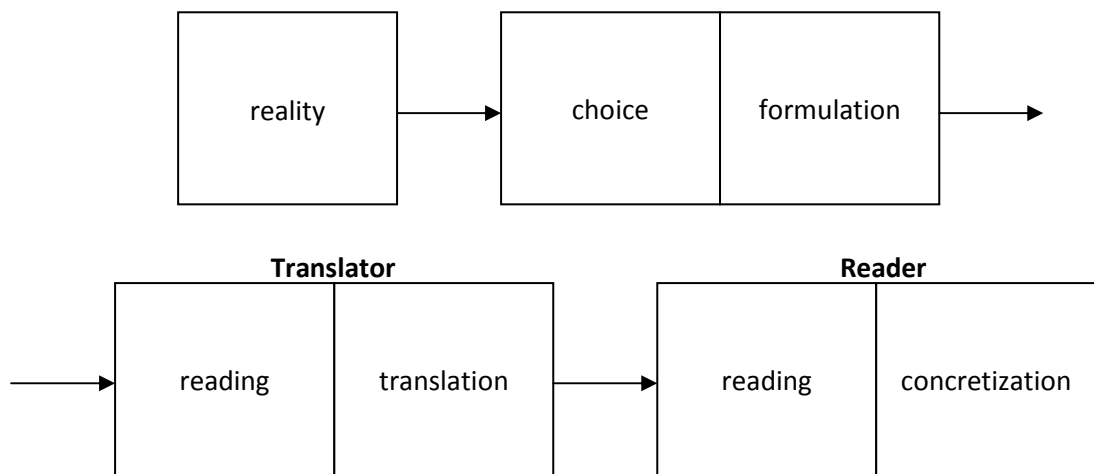 reality choice formulation
Translator Reader
reading translation reading concretization